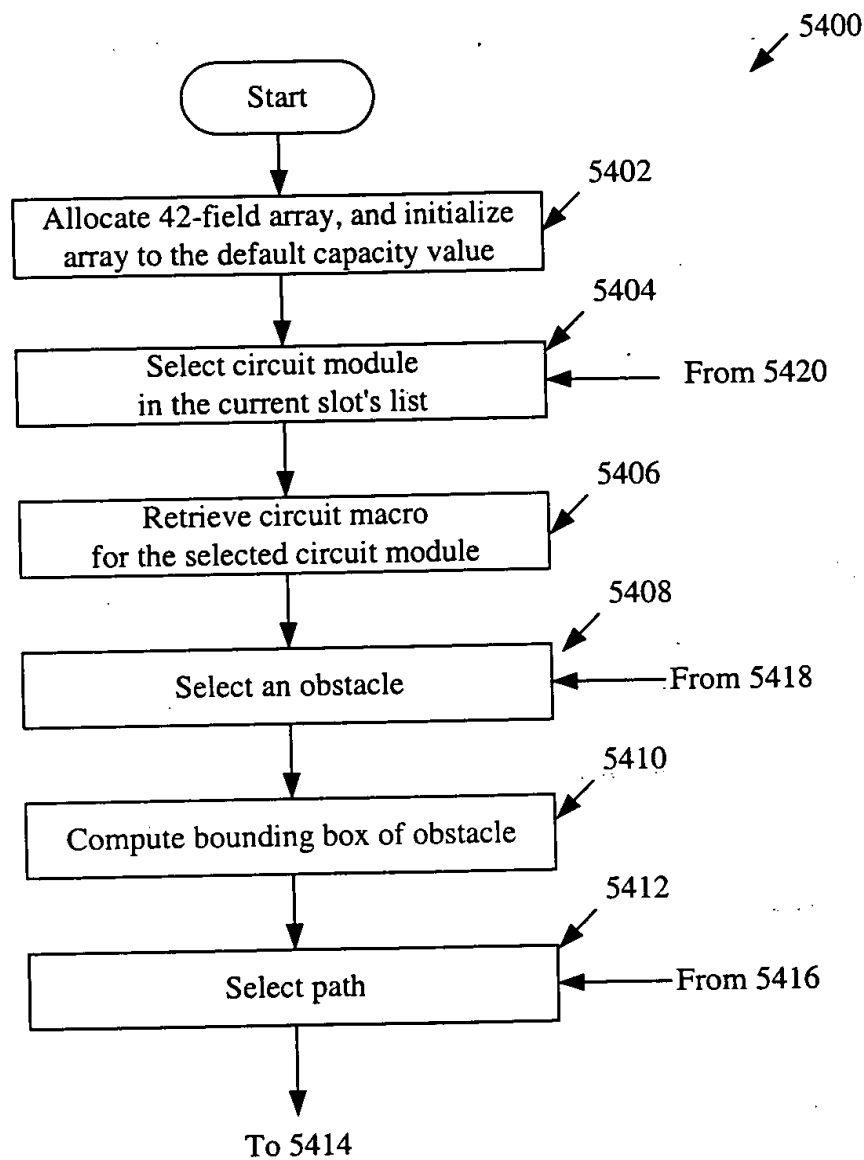 5400
Start
5402
Allocate 42-field array, and initialize
array to the default capacity value
5404
Select circuit module
in the current slot's list
From 5420
5406
Retrieve circuit macro
for the selected circuit module
5408
Select an obstacle
From 5418
5410
Compute bounding box of obstacle
5412
Select path
From 5416
To 5414